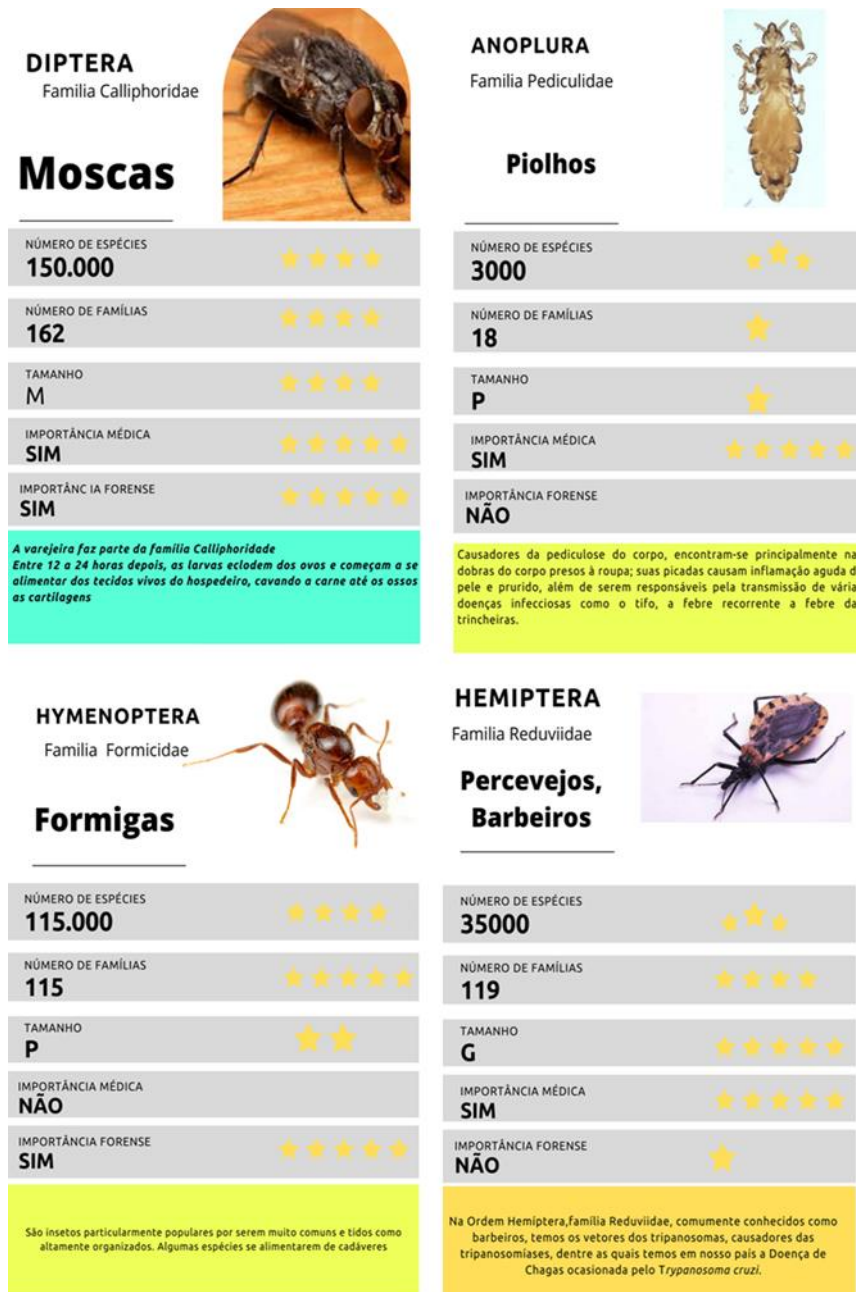 DIPTERA
Familia Calliphoridae
Moscas
NÚMERO DE ESPÉCIES
150.000
NÚMERO DE FAMÍLIAS
162
TAMANHO
M
IMPORTÂNCIA MÉDICA
SIM
IMPORTÂNC IA FORENSE
SIM
A varejeira faz parte da família Calliphoridade
Entre 12 a 24 horas depois, as larvas eclodem dos ovos e começam a se
alimentar dos tecidos vivos do hospedeiro, cavando a carne até os ossos
as cartilagens
ANOPLURA
Familia Pediculidae
Piolhos
NÚMERO DE ESPÉCIES
3000
NÚMERO DE FAMÍLIAS
18
TAMANHO
P
IMPORTÂNCIA MÉDICA
SIM
IMPORTÂNCIA FORENSE
NÃO
Causadores da pediculose do corpo, encontram-se principalmente na
dobras do corpo presos à roupa; suas picadas causam inflamação aguda d
pele e prurido, além de serem responsáveis pela transmissão de vária
doenças infecciosas como o tifo, a febre recorrente a febre da
trincheiras.
HYMENOPTERA
Familia Formicidae
Formigas
NÚMERO DE ESPÉCIES
115.000
NÚMERO DE FAMÍLIAS
115
TAMANHO
P
IMPORTÂNCIA MÉDICA
NÃO
IMPORTÂNCIA FORENSE
SIM
São insetos particularmente populares por serem muito comuns e tidos como
altamente organizados. Algumas espécies se alimentarem de cadáveres
HEMIPTERA
Familia Reduviidae
Percevejos,
Barbeiros
NÚMERO DE ESPÉCIES
35000
NÚMERO DE FAMÍLIAS
119
TAMANHO
G
IMPORTÂNCIA MÉDICA
SIM
IMPORTÂNCIA FORENSE
NÃO
Na Ordem Hemíptera,família Reduviidae, comumente conhecidos como
barbeiros, temos os vetores dos tripanosomas, causadores das
tripanosomíases, dentre as quais temos em nosso país a Doença de
Chagas ocasionada pelo Trypanosoma cruzi.